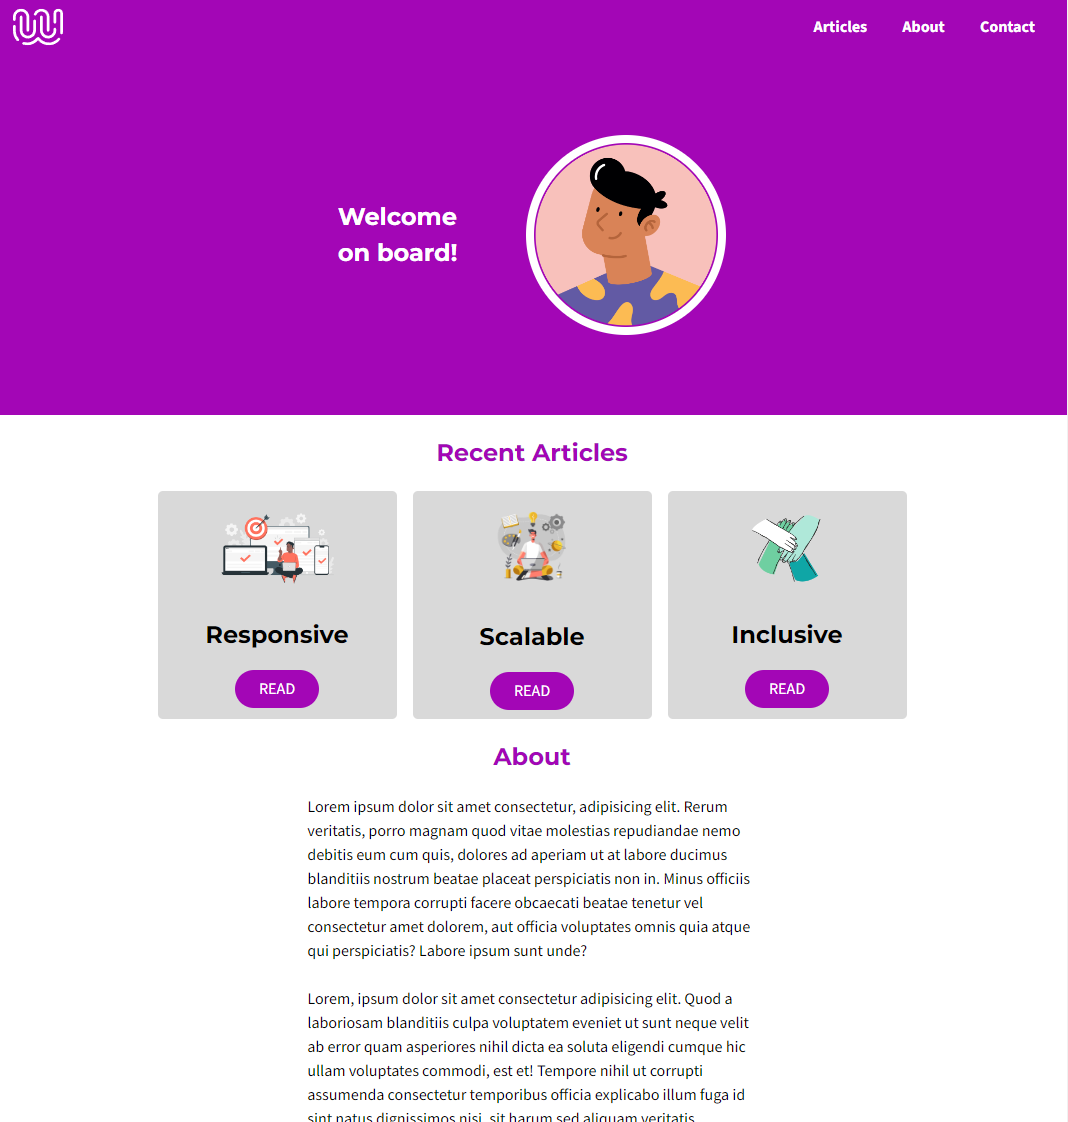 Articles About Contact
Welcome
on board!
Recent Articles
Responsive Scalable Inclusive
READ READ READ
About
Lorem ipsum dolor sit amet consectetur, adipisicing elit. Rerum
veritatis, porro magnam quod vitae molestias repudiandae nemo
debitis eum cum quis, dolores ad aperiam ut at labore ducimus
blanditiis nostrum beatae placeat perspiciatis non in. Minus officiis
labore tempora corrupti facere obcaecati beatae tenetur vel
consectetur amet dolorem, aut officia voluptates omnis quia atque
qui perspiciatis? Labore ipsum sunt unde?
Lorem, ipsum dolor sit amet consectetur adipisicing elit. Quod a
laboriosam blanditiis culpa voluptatem eveniet ut sunt neque velit
ab error quam asperiores nihil dicta ea soluta eligendi cumque hic
ullam voluptates commodi, est et! Tempore nihil ut corrupti
assumenda consectetur temporibus officia explicabo illum fuga id
sint natus dignissimos nisi, sit harum sed aliquam veritatis